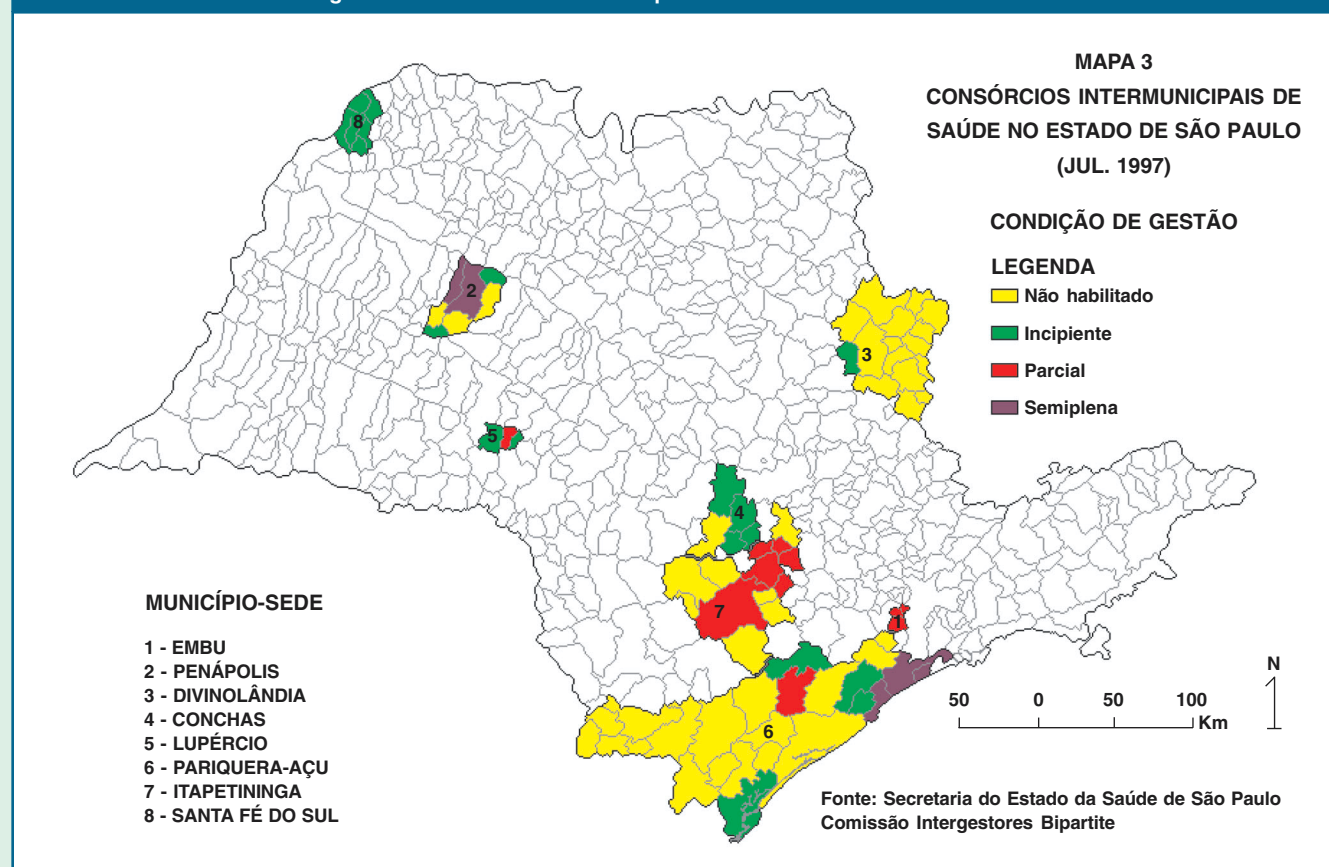 MAPA 3
CONSÓRCIOS INTERMUNICIPAIS DE
SAÚDE NO ESTADO DE SÃO PAULO
(JUL. 1997)
CONDIÇÃO DE GESTÃO
LEGENDA
Não habilitado
Incipiente
Parcial
Semiplena
8
2
3
5
4
7
1
6
MUNICÍPIO-SEDE
1 - EMBU
2 - PENÁPOLIS
3 - DIVINOLÂNDIA
4 - CONCHAS
5 - LUPÉRCIO
6 - PARIQUERA-AÇU
7 - ITAPETININGA
8 - SANTA FÉ DO SUL
N
50 0 50 100
Km
Fonte: Secretaria do Estado da Saúde de São Paulo
Comissão Intergestores Bipartite